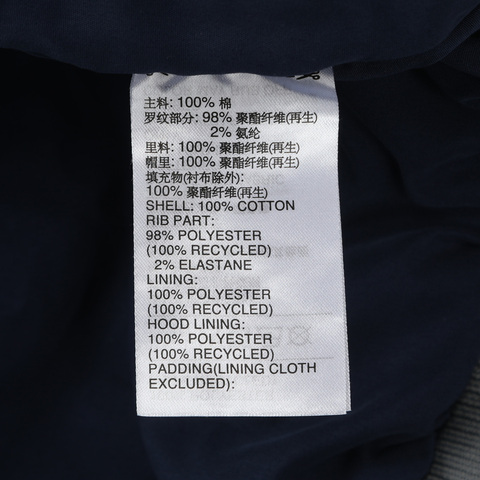 主料: 100% 棉
罗纹部分: 98% 聚酯纤维(再生)
2% 氨纶
里料: 100% 聚酯纤维(再生)
帽里: 100% 聚酯纤维(再生)
填充物(衬布除外):
100% 聚酯纤维(再生)
SHELL: 100% COTTON
RIB PART:
98% POLYESTER
(100% RECYCLED)
2% ELASTANE
LINING:
100% POLYESTER
(100% RECYCLED)
HOOD LINING:
100% POLYESTER
(100% RECYCLED)
PADDING(LINING CLOTH
EXCLUDED):